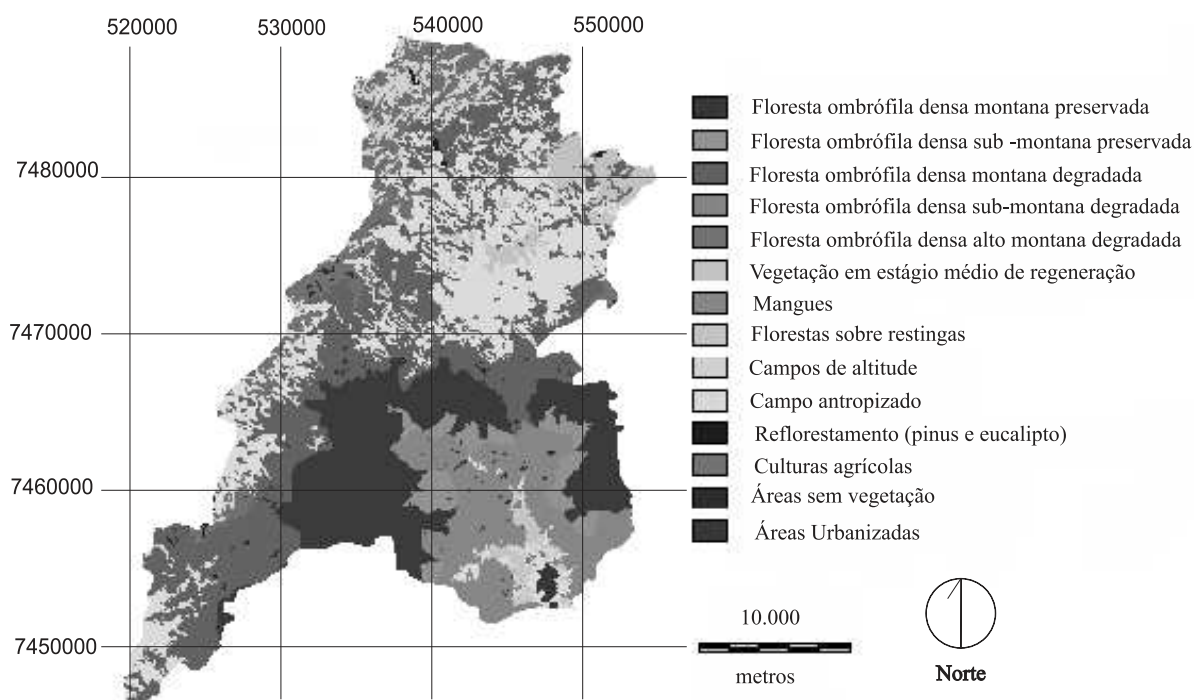 520000
530000
540000
550000
7480000
7470000
7460000
7450000
Floresta ombrófila densa montana preservada
Floresta ombrófila densa sub -montana preservada
Floresta ombrófila densa montana degradada
Floresta ombrófila densa sub-montana degradada
Floresta ombrófila densa alto montana degradada
Vegetação em estágio médio de regeneração
Mangues
Florestas sobre restingas
Campos de altitude
Campo antropizado
Reflorestamento (pinus e eucalipto)
Culturas agrícolas
Áreas sem vegetação
Áreas Urbanizadas
10.000
metros
Norte